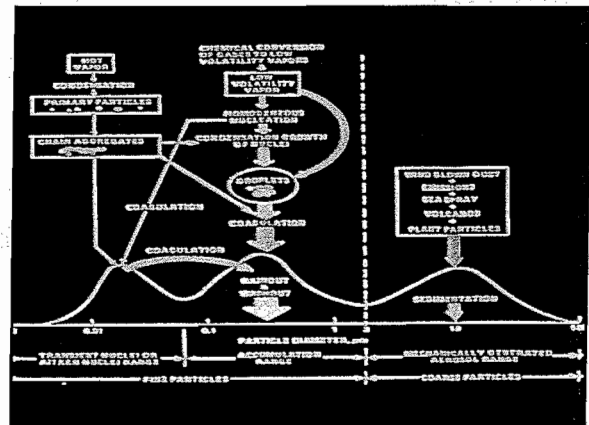 HOT
VAPOR
CONDENSATION
PRIMARY PARTICLES
CHAIN AGGREGATES
CHEMICAL CONVERSION
OF GASES TO LOW
VOLATILITY VAPORS
LOW
VOLATILITY
VAPOR
HOMOGENEOUS
NUCLEATION
CONDENSATION GROWTH
OF NUCLEI
DROPLETS
COAGULATION
COAGULATION
COAGULATION
RAINOUT
&
WASHOUT
WIND BLOWN DUST
+
EMISSIONS
+
SEA SPRAY
+
VOLCANOS
+
PLANT PARTICLES
SEDIMENTATION
0.01
0.1
1
2
10
100
PARTICLE DIAMETER, µm
TRANSIENT NUCLEI OR
AITKEN NUCLEI RANGE
ACCUMULATION
RANGE
MECHANICALLY GENERATED
AEROSOL RANGE
FINE PARTICLES
COARSE PARTICLES